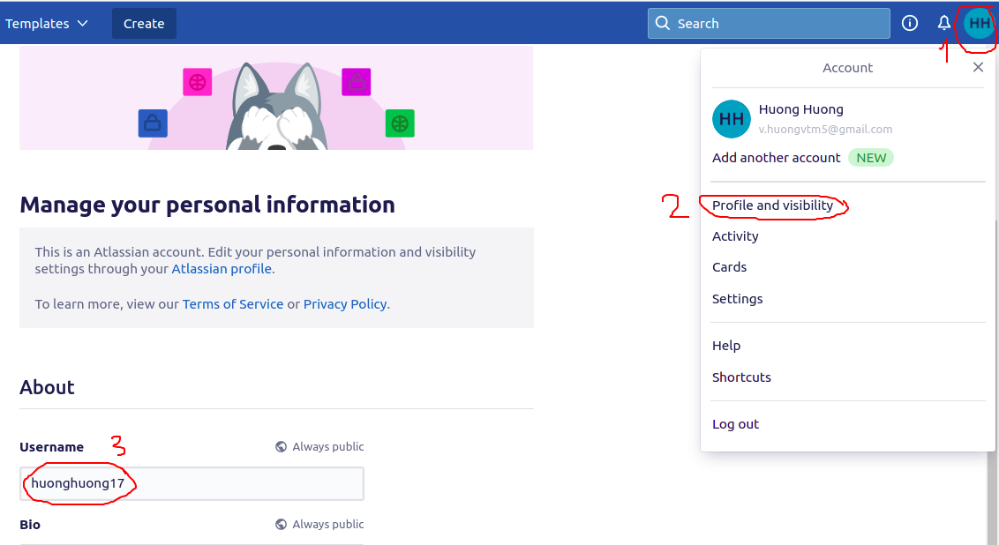 Templates Create Search HH
1
Account
HH Huong Huong
v.huongvtm5@gmail.com
Add another account NEW
2 Profile and visibility
Activity
Cards
Settings
Help
Shortcuts
Log out
Manage your personal information
This is an Atlassian account. Edit your personal information and visibility
settings through your Atlassian profile.
To learn more, view our Terms of Service or Privacy Policy.
About
Username 3 Always public
huonghuong17
Bio Always public